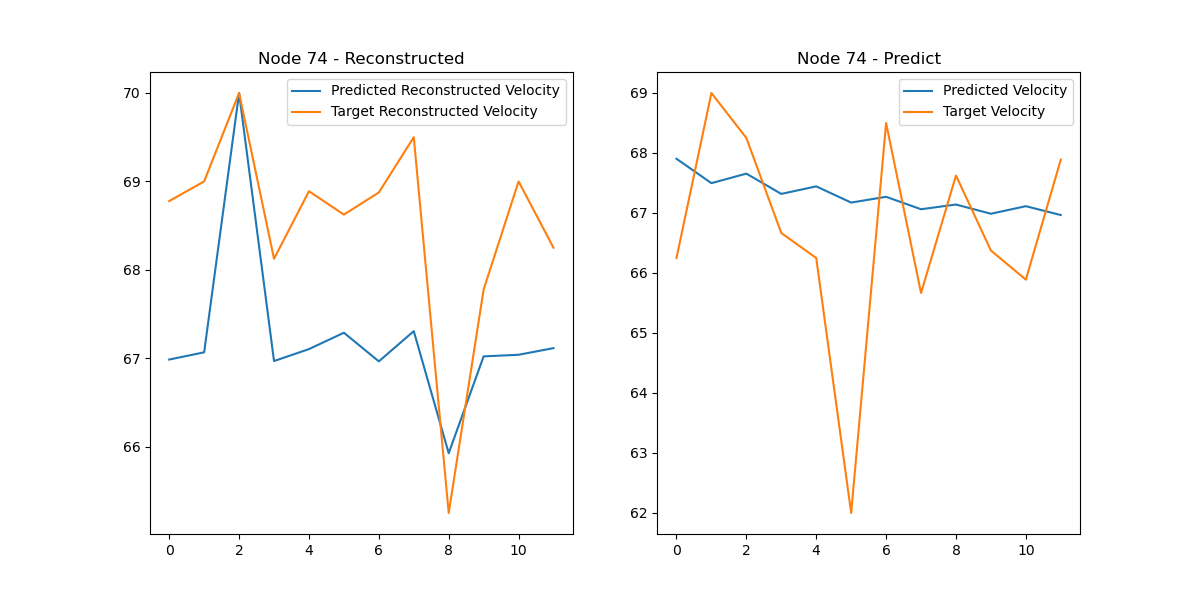 Node 74 - Reconstructed
Predicted Reconstructed Velocity
Target Reconstructed Velocity
70
69
68
67
66
0 2 4 6 8 10
Node 74 - Predict
Predicted Velocity
Target Velocity
69
68
67
66
65
64
63
62
0 2 4 6 8 10